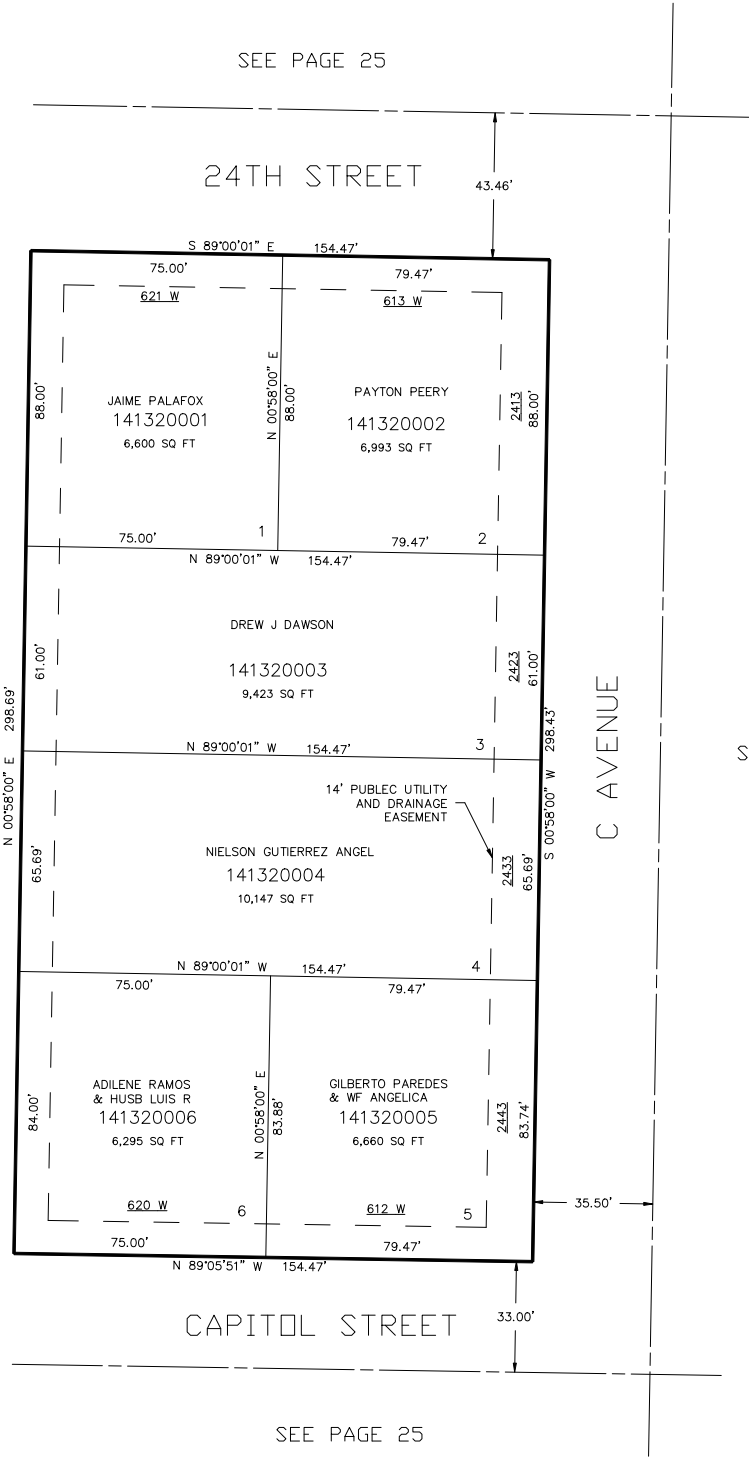 SEE PAGE 25
24TH STREET
43.46'
S 89°00'01" E 154.47'
75.00'
79.47'
621 W
613 W
88.00'
JAIME PALAFOX
141320001
6,600 SQ FT
N 00°58'00" E
88.00'
PAYTON PEERY
141320002
6,993 SQ FT
2413
88.00'
75.00'
1
79.47'
2
N 89°00'01" W 154.47'
61.00'
DREW J DAWSON
141320003
9,423 SQ FT
2423
61.00'
N 00°58'00" E 298.69'
S 00°58'00" W 298.43'
C AVENUE
S
N 89°00'01" W 154.47'
3
14' PUBLEC UTILITY
AND DRAINAGE
EASEMENT
65.69'
NIELSON GUTIERREZ ANGEL
141320004
10,147 SQ FT
2433
65.69'
N 89°00'01" W 154.47'
4
75.00'
79.47'
84.00'
ADILENE RAMOS
& HUSB LUIS R
141320006
6,295 SQ FT
N 00°58'00" E
83.88'
GILBERTO PAREDES
& WF ANGELICA
141320005
6,660 SQ FT
2443
83.74'
620 W
6
612 W
5
35.50'
75.00'
79.47'
N 89°05'51" W 154.47'
CAPITOL STREET
33.00'
SEE PAGE 25